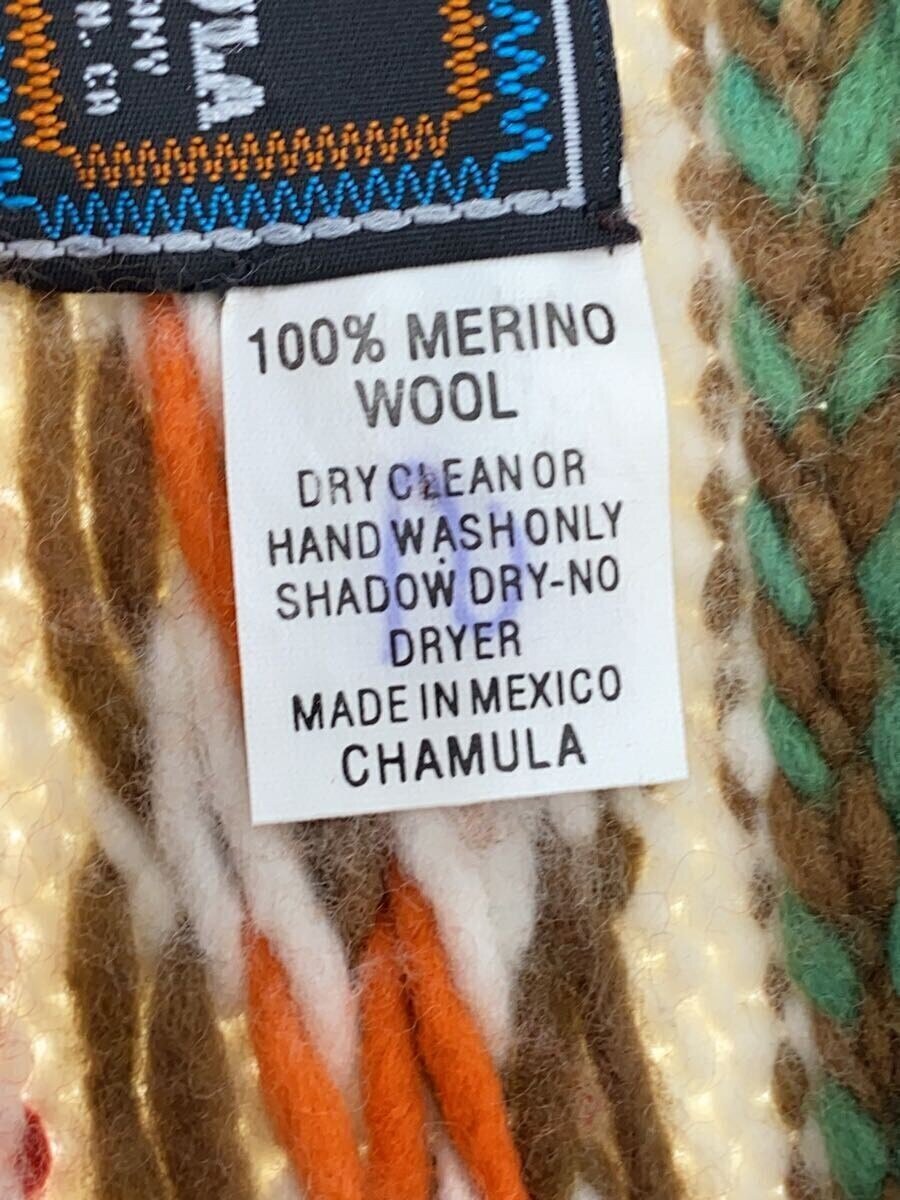 100% MERINO
WOOL
DRY CLEAN OR
HAND WASH ONLY
SHADOW DRY-NO
DRYER
MADE IN MEXICO
CHAMULA